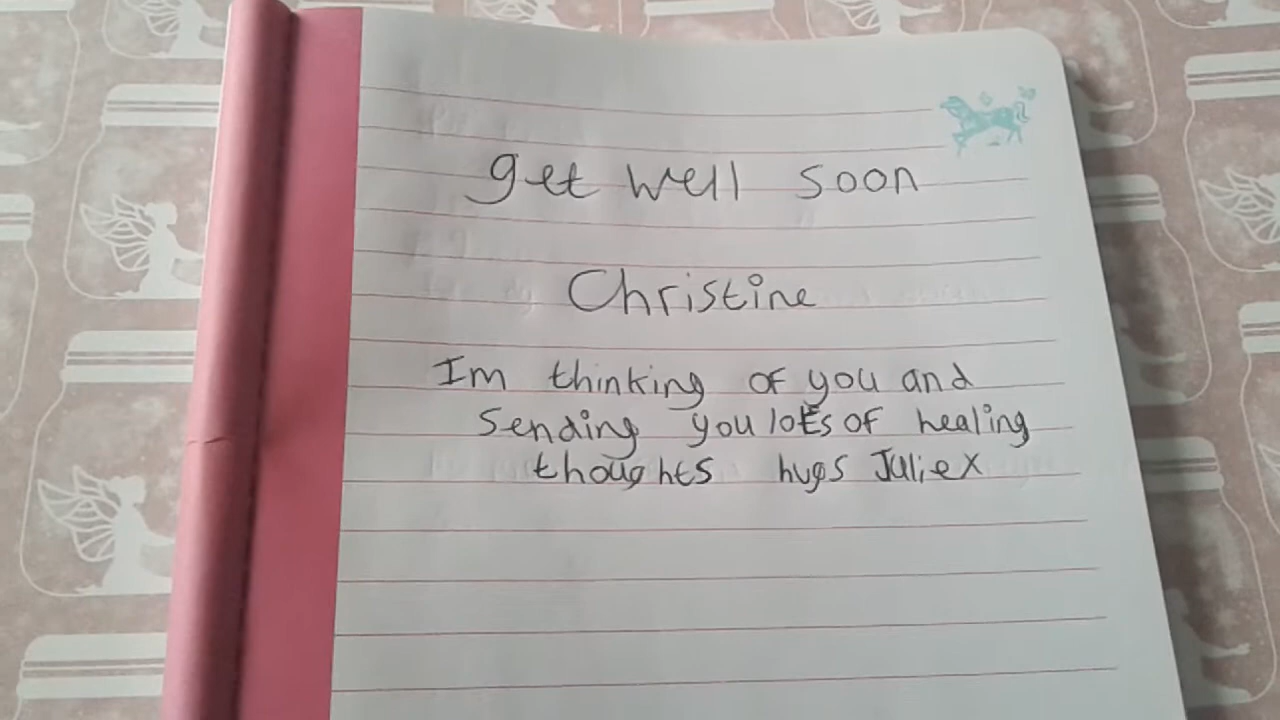 get well soon
Christine
Im thinking of you and
sending you lots of healing
thoughts hugs Julie x